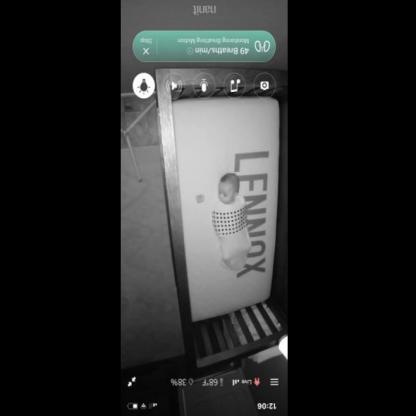 12:06
Live
68°F
38%
LENNOX
49 Breaths/min
Monitoring Breathing Motion
Stop
nanit